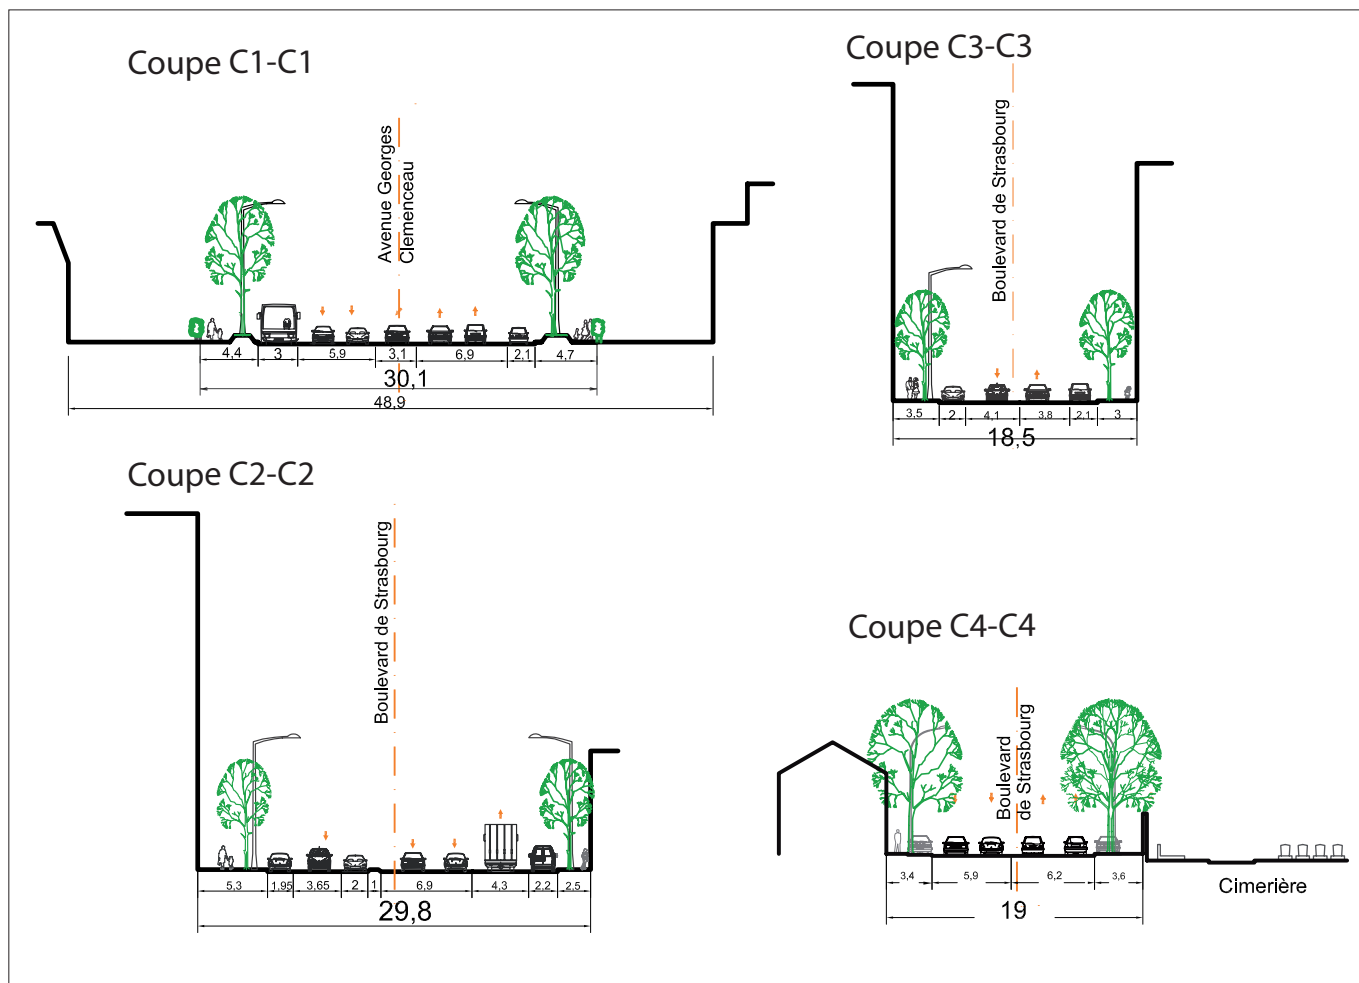 Coupe C1-C1
Avenue Georges
Clemenceau
4,4 3 5,9 3,1 6,9 2,1 4,7
30,1
48,9
Coupe C3-C3
Boulevard de Strasbourg
3,5 2 4,1 3,8 2,1 3
18,5
Coupe C2-C2
Boulevard de Strasbourg
5,3 1,95 3,65 2 1 6,9 4,3 2,2 2,5
29,8
Coupe C4-C4
Boulevard
de Strasbourg
3,4 5,9 6,2 3,6
19
Cimerière